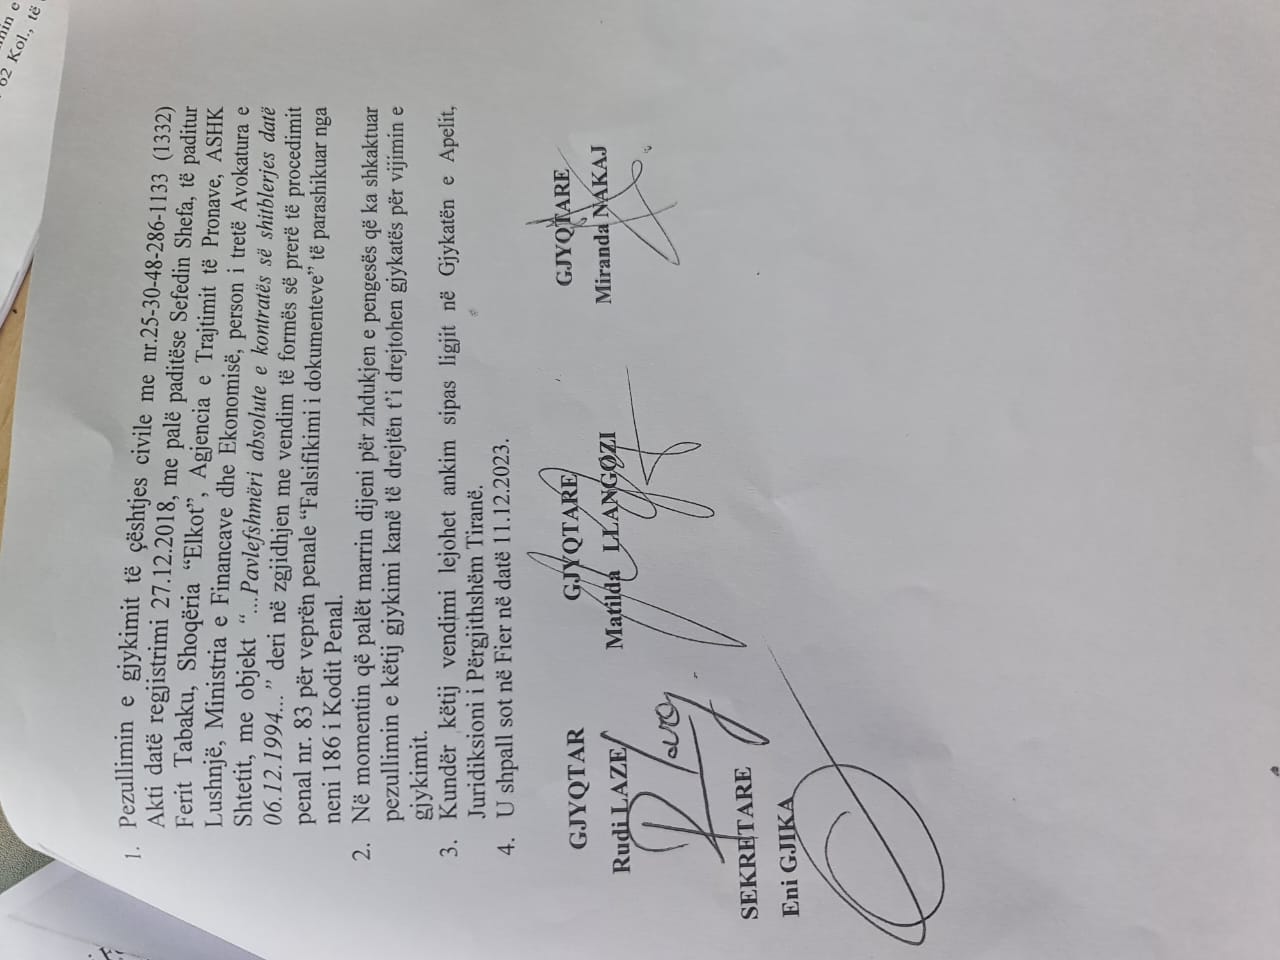 1. Pezullimin e gjykimit të çështjes civile me nr.25-30-48-286-1133 (1332)
Akti datë regjistrimi 27.12.2018, me palë paditëse Sefedin Shefa, të paditur
Ferit Tabaku, Shoqëria “Elkot”, Agjencia e Trajtimit të Pronave, ASHK
Lushnjë, Ministria e Financave dhe Ekonomisë, person i tretë Avokatura e
Shtetit, me objekt “...Pavlefshmëri absolute e kontratës së shitblerjes datë
06.12.1994...” deri në zgjidhjen me vendim të formës së prerë të procedimit
penal nr. 83 për veprën penale “Falsifikimi i dokumenteve” të parashikuar nga
neni 186 i Kodit Penal.
2. Në momentin që palët marrin dijeni për zhdukjen e pengesës që ka shkaktuar
pezullimin e këtij gjykimi kanë të drejtën t’i drejtohen gjykatës për vijimin e
gjykimit.
3. Kundër këtij vendimi lejohet ankim sipas ligjit në Gjykatën e Apelit,
Juridiksioni i Përgjithshëm Tiranë.
4. U shpall sot në Fier në datë 11.12.2023.
GJYQTAR GJYQTARE GJYQTARE
Rudi LAZE Matilda LLANGOZI Miranda NAKAJ
SEKRETARE
Eni GJIKA
62 Kol., të